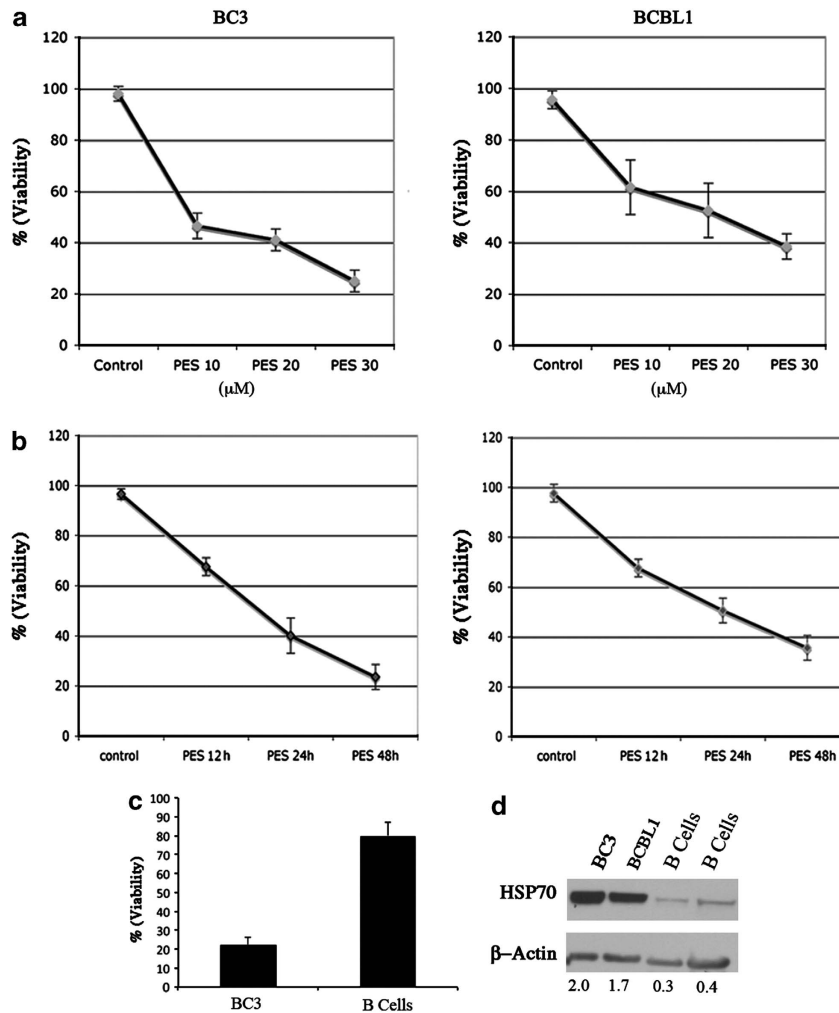 a
BC3
BCBL1
120
100
80
60
40
20
0
% (Viability)
Control PES 10 PES 20 PES 30
(μM)
120
100
80
60
40
20
0
% (Viability)
Control PES 10 PES 20 PES 30
(μM)
b
120
100
80
60
40
20
0
% (Viability)
control PES 12h PES 24h PES 48h
120
100
80
60
40
20
0
% (Viability)
control PES 12h PES 24h PES 48h
c
100
90
80
70
60
50
40
30
20
10
0
% (Viability)
BC3 B Cells
d
BC3 BCBL1 B Cells B Cells
HSP70
β–Actin
2.0 1.7 0.3 0.4